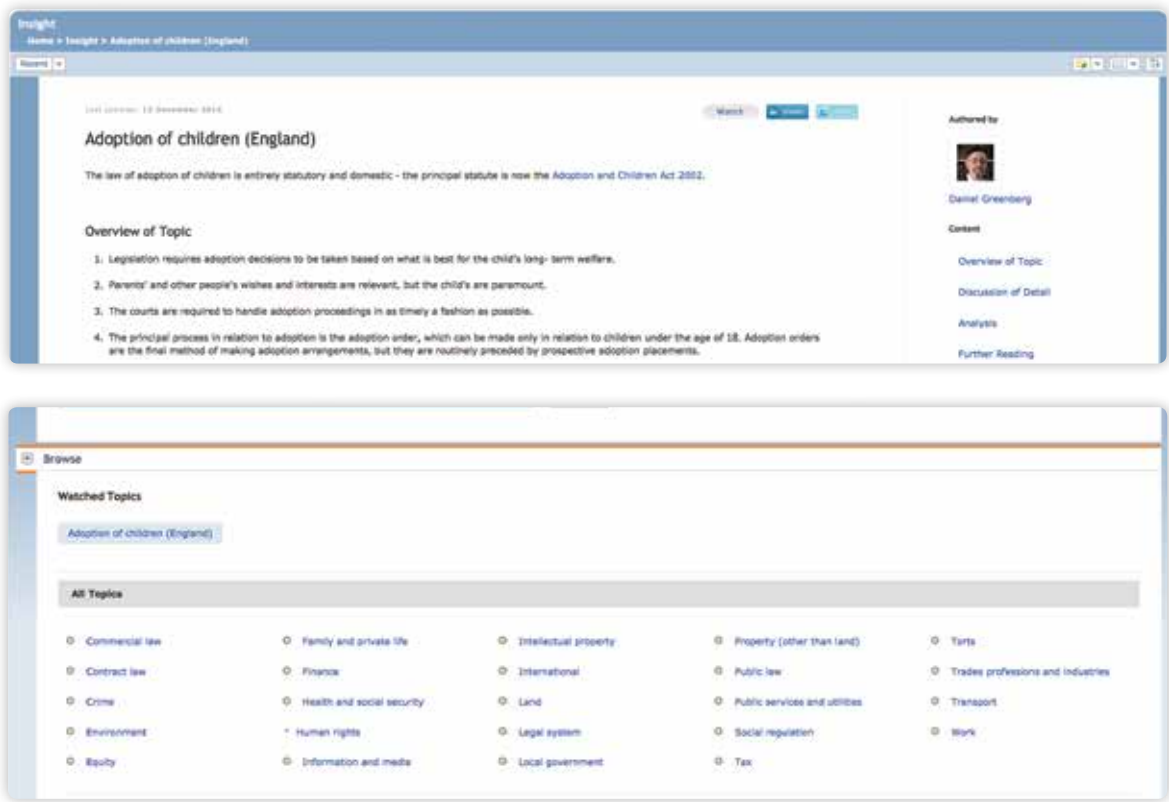 Insight
Home > Insight > Adoption of children (England)
Recent
Last updated: 12 December 2014
Watch
Adoption of children (England)
The law of adoption of children is entirely statutory and domestic - the principal statute is now the Adoption and Children Act 2002.
Overview of Topic
1. Legislation requires adoption decisions to be taken based on what is best for the child's long- term welfare.
2. Parents' and other people's wishes and interests are relevant, but the child's are paramount.
3. The courts are required to handle adoption proceedings in as timely a fashion as possible.
4. The principal process in relation to adoption is the adoption order, which can be made only in relation to children under the age of 18. Adoption orders
are the final method of making adoption arrangements, but they are routinely preceded by prospective adoption placements.
Authored by
Daniel Greenberg
Content
Overview of Topic
Discussion of Detail
Analysis
Further Reading
Browse
Watched Topics
Adoption of children (England)
All Topics
Commercial law
Contract law
Crime
Environment
Equity
Family and private life
Finance
Health and social security
Human rights
Information and media
Intellectual property
International
Land
Legal system
Local government
Property (other than land)
Public law
Public services and utilities
Social regulation
Tax
Torts
Trades professions and industries
Transport
Work